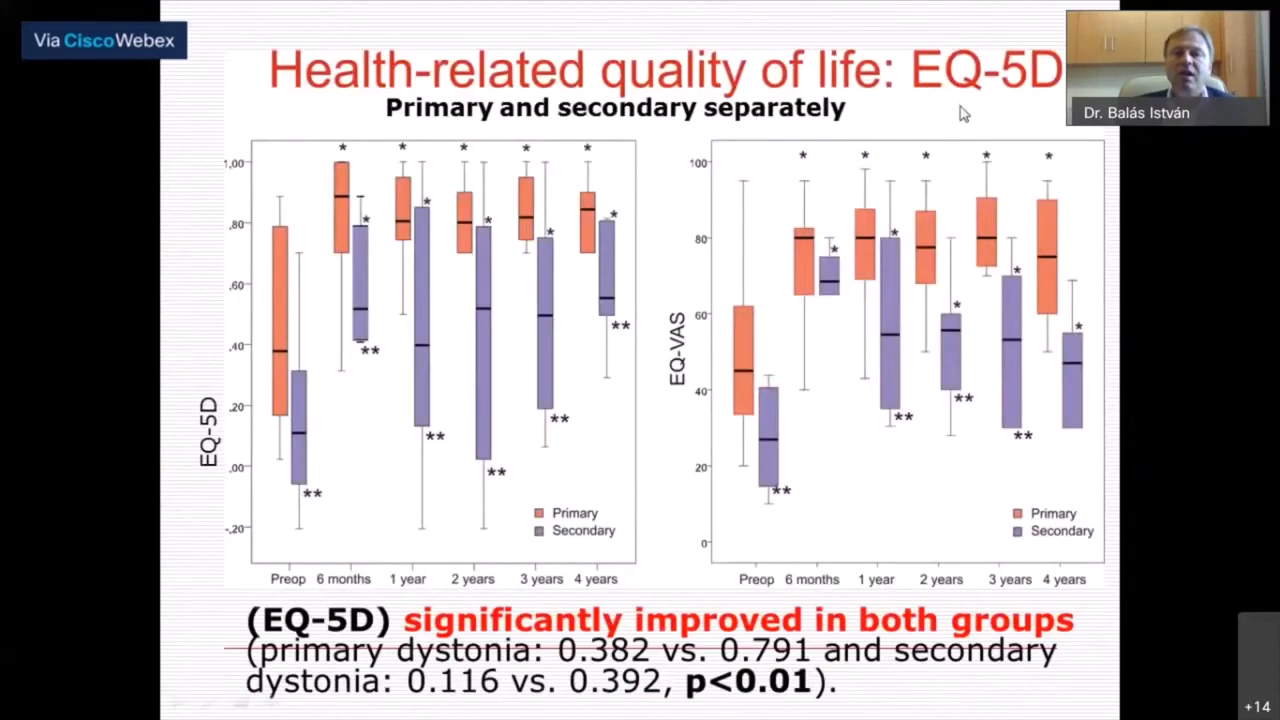 Via CiscoWebex
Health-related quality of life: EQ-5D
Primary and secondary separately
Dr. Balás István
EQ-5D
1,00
,80
,60
,40
,20
,00
-,20
* * * * *
* * * * *
** ** ** ** ** **
Primary
Secondary
Preop 6 months 1 year 2 years 3 years 4 years
EQ-VAS
100
80
60
40
20
0
* * * * *
* * * * *
** ** ** **
Primary
Secondary
Preop 6 months 1 year 2 years 3 years 4 years
(EQ-5D) significantly improved in both groups
(primary dystonia: 0.382 vs. 0.791 and secondary
dystonia: 0.116 vs. 0.392, p<0.01).
+14